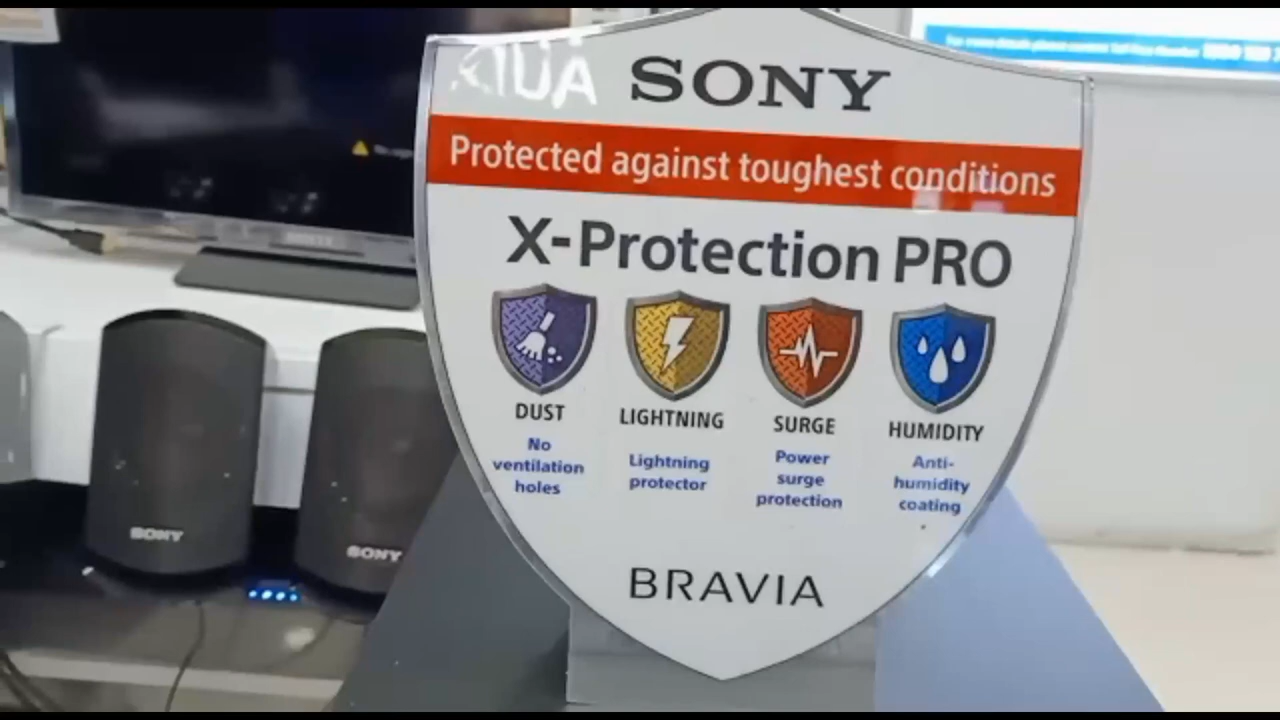 SONY
Protected against toughest conditions
X-Protection PRO
DUST
No
ventilation
holes
LIGHTNING
Lightning
protector
SURGE
Power
surge
protection
HUMIDITY
Anti-
humidity
coating
BRAVIA
SONY
SONY